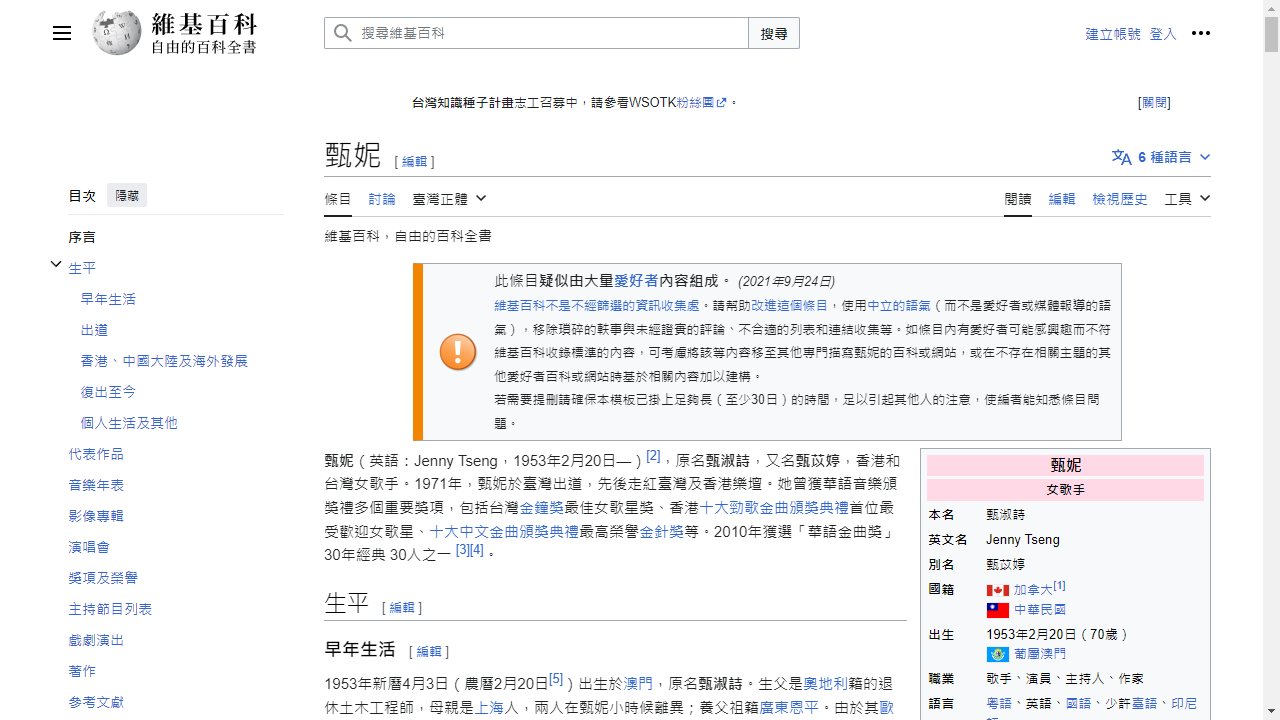 維基百科
自由的百科全書
搜尋維基百科
搜尋
建立帳號 登入
台灣知識種子計畫志工召募中，請參看WSOTK粉絲團。
[關閉]
甄妮 [ 編輯 ]
6 種語言
目次 隱藏
序言
生平
早年生活
出道
香港、中國大陸及海外發展
復出至今
個人生活及其他
代表作品
音樂年表
影像專輯
演唱會
獎項及榮譽
主持節目列表
戲劇演出
著作
參考文獻
條目 討論 臺灣正體
閱讀 編輯 檢視歷史 工具
維基百科，自由的百科全書
此條目疑似由大量愛好者內容組成。 (2021年9月24日)
維基百科不是不經篩選的資訊收集處。請幫助改進這個條目，使用中立的語氣（而不是愛好者或媒體報導的語
氣），移除瑣碎的軼事與未經證實的評論、不合適的列表和連結收集等。如條目內有愛好者可能感興趣而不符
維基百科收錄標準的內容，可考慮將該等內容移至其他專門描寫甄妮的百科或網站，或在不存在相關主題的其
他愛好者百科或網站時基於相關內容加以建構。
若需要提刪請確保本模板已掛上足夠長（至少30日）的時間，足以引起其他人的注意，使編者能知悉條目問
題。
甄妮（英語：Jenny Tseng，1953年2月20日—）[2]，原名甄淑詩，又名甄苡婷，香港和
台灣女歌手。1971年，甄妮於臺灣出道，先後走紅臺灣及香港樂壇。她曾獲華語音樂頒
獎禮多個重要獎項，包括台灣金鐘獎最佳女歌星獎、香港十大勁歌金曲頒獎典禮首位最
受歡迎女歌星、十大中文金曲頒獎典禮最高榮譽金針獎等。2010年獲選「華語金曲獎」
30年經典 30人之一 [3][4]。
生平 [ 編輯 ]
早年生活 [ 編輯 ]
1953年新曆4月3日（農曆2月20日[5]）出生於澳門，原名甄淑詩。生父是奧地利籍的退
休土木工程師，母親是上海人，兩人在甄妮小時候離異；養父祖籍廣東恩平。由於其歐
甄妮
女歌手
本名 甄淑詩
英文名 Jenny Tseng
別名 甄苡婷
國籍 加拿大[1]
中華民國
出生 1953年2月20日（70歲）
葡屬澳門
職業 歌手、演員、主持人、作家
語言 粵語、英語、國語、少許臺語、印尼